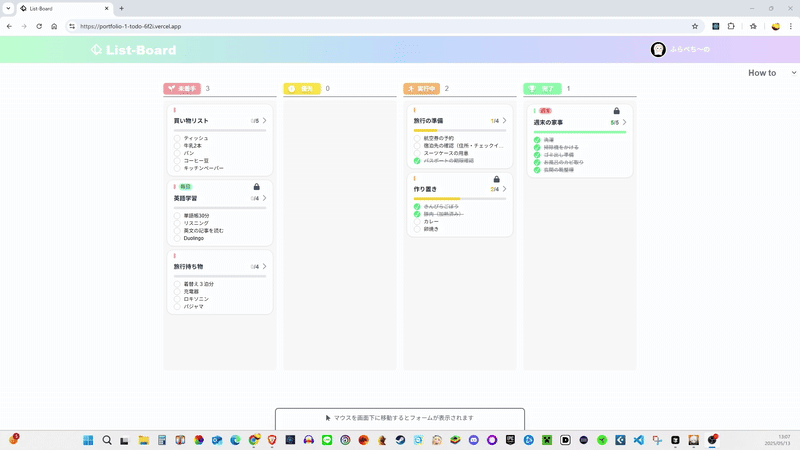 List-Board
https://portfolio-1-todo-6f2i.vercel.app
List-Board
ふらぺち〜の
How to
未着手 3
優先 0
実行中 2
完了 1
買い物リスト 0/5
ティッシュ
牛乳2本
パン
コーヒー豆
キッチンペーパー
毎日
英語学習 0/4
単語帳30分
リスニング
英文の記事を読む
Duolingo
旅行持ち物 0/4
着替え３泊分
充電器
ロキソニン
パジャマ
旅行の準備 1/4
航空券の予約
宿泊先の確認（住所・チェックイ...
スーツケースの用意
パスポートの期限確認
作り置き 2/4
きんぴらごぼう
豚肉（加熱済み）
カレー
卵焼き
週末
週末の家事 5/5
洗濯
掃除機をかける
ゴミ出し準備
お風呂のカビ取り
玄関の靴整理
マウスを画面下に移動するとフォームが表示されます
13:07
2025/05/13